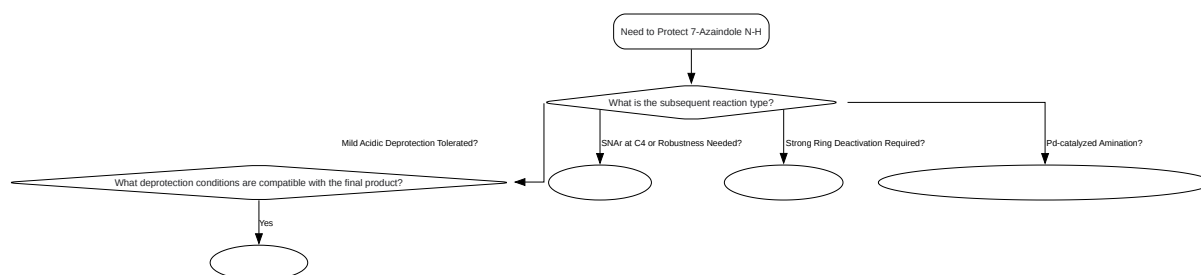 Need to Protect 7-Azaindole N-H
What is the subsequent reaction type?
Mild Acidic Deprotection Tolerated?
SNAr at C4 or Robustness Needed?
Strong Ring Deactivation Required?
Pd-catalyzed Amination?
What deprotection conditions are compatible with the final product?
Yes